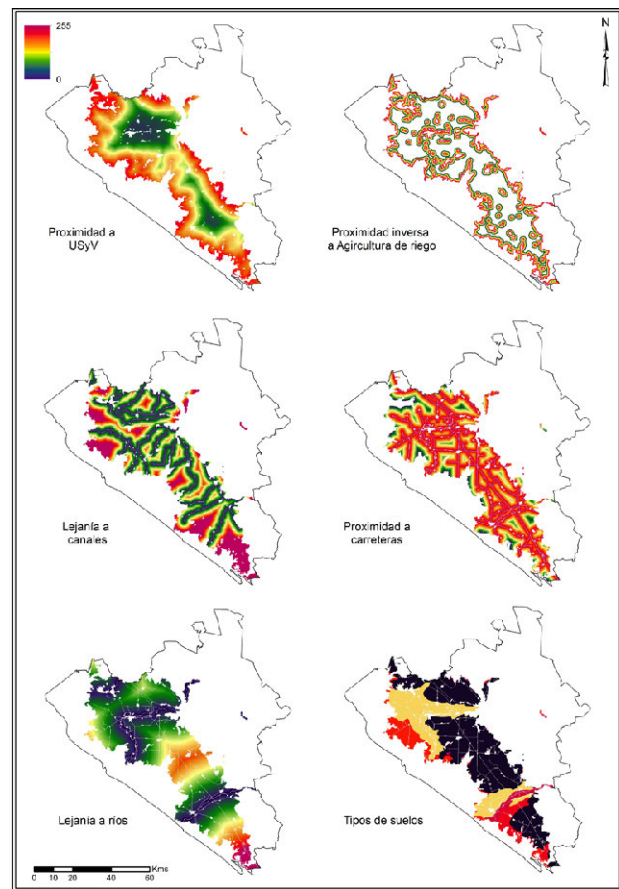 255
0
N
Proximidad a
USyV
Proximidad inversa
a Agircultura de riego
Lejanía a
canales
Proximidad a
carreteras
Lejanía a ríos
Tipos de suelos
Kms
0 10 20 40 60